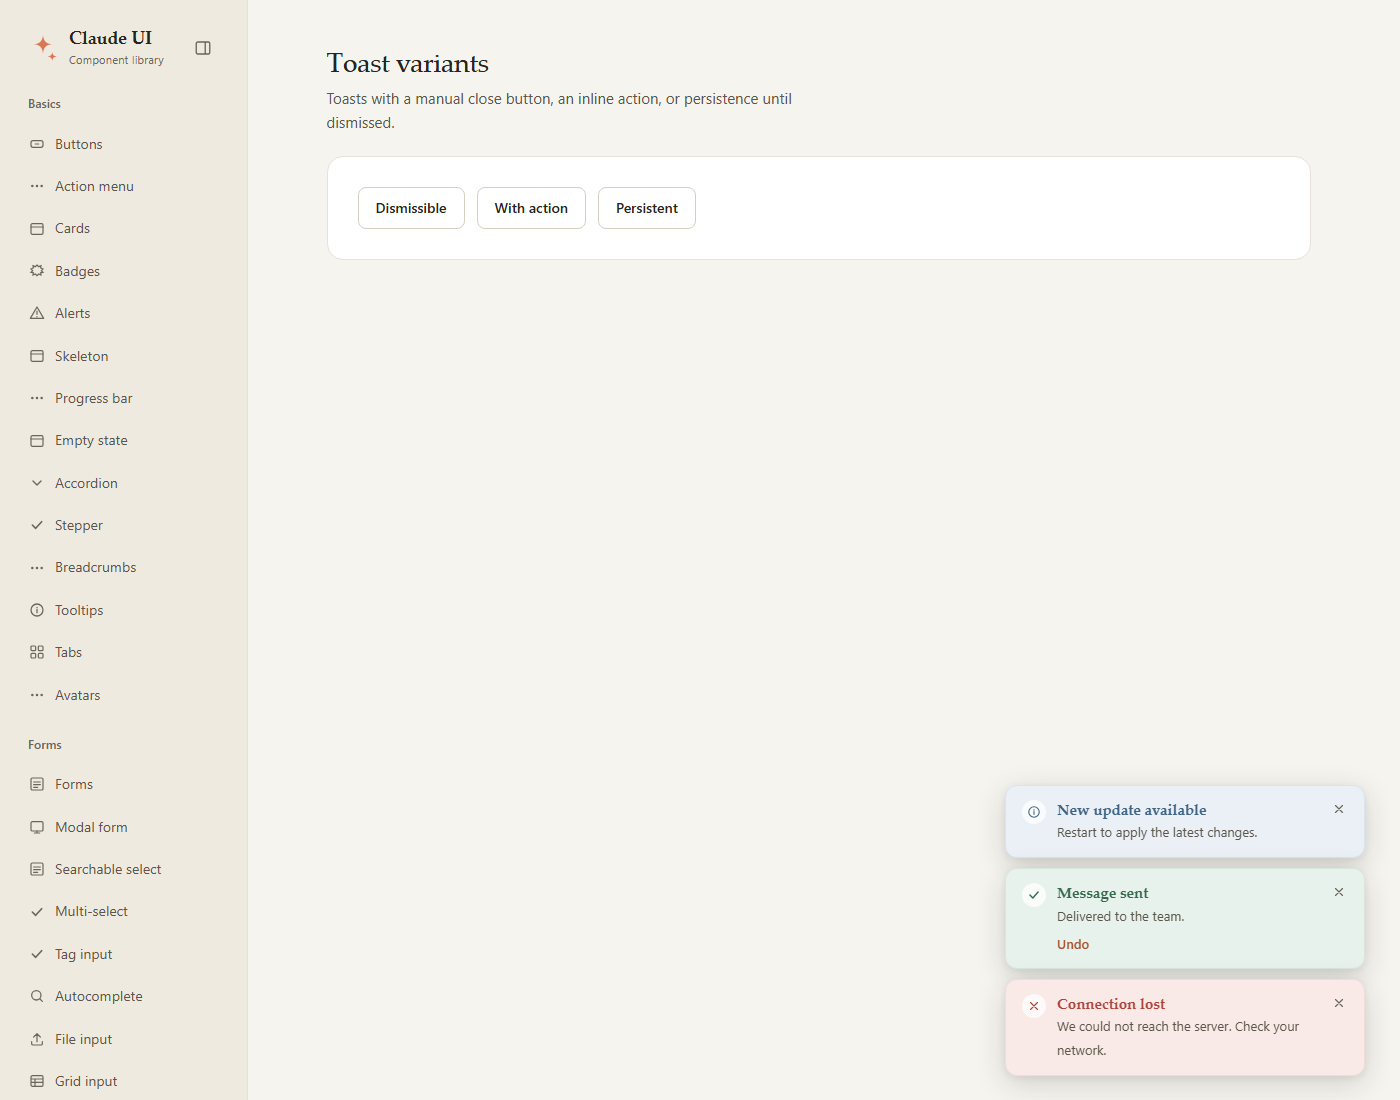 Claude UI
Component library
Basics
Buttons
Action menu
Cards
Badges
Alerts
Skeleton
Progress bar
Empty state
Accordion
Stepper
Breadcrumbs
Tooltips
Tabs
Avatars
Forms
Forms
Modal form
Searchable select
Multi-select
Tag input
Autocomplete
File input
Grid input
Toast variants
Toasts with a manual close button, an inline action, or persistence until
dismissed.
Dismissible
With action
Persistent
New update available
Restart to apply the latest changes.
Message sent
Delivered to the team.
Undo
Connection lost
We could not reach the server. Check your
network.